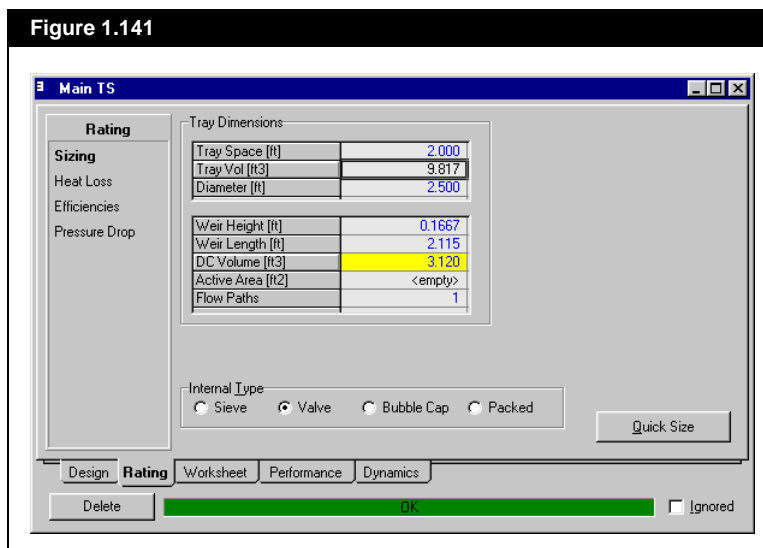 Figure 1.141
Main TS
Rating
Sizing
Heat Loss
Efficiencies
Pressure Drop
Tray Dimensions
Tray Space [ft] 2.000
Tray Vol [ft3] 9.817
Diameter [ft] 2.500
Weir Height [ft] 0.1667
Weir Length [ft] 2.115
DC Volume [ft3] 3.120
Active Area [ft2] <empty>
Flow Paths 1
Internal Type
Sieve Valve Bubble Cap Packed
Quick Size
Design Rating Worksheet Performance Dynamics
Delete OK Ignored